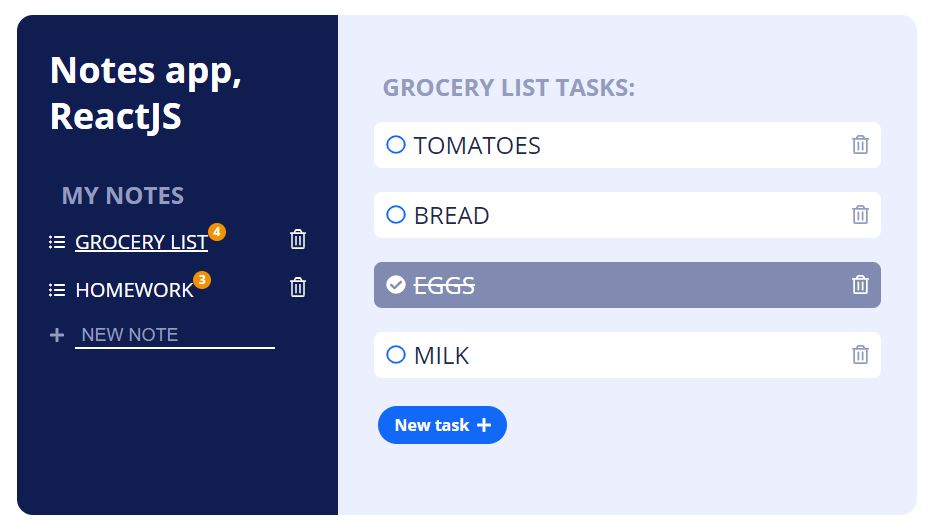 Notes app,
ReactJS
MY NOTES
GROCERY LIST 4
HOMEWORK 3
NEW NOTE
GROCERY LIST TASKS:
TOMATOES
BREAD
EGGS
MILK
New task +